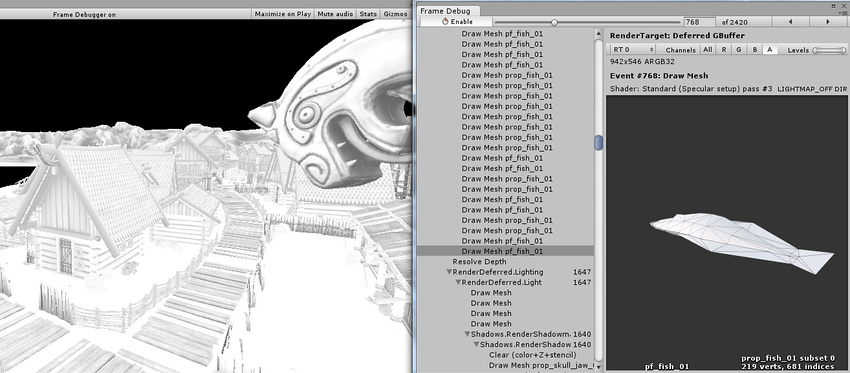 Frame Debugger on
Maximize on Play
Mute audio
Stats
Gizmos
Frame Debug
Enable
768
of 2420
Draw Mesh pf_fish_01
Draw Mesh pf_fish_01
Draw Mesh pf_fish_01
Draw Mesh pf_fish_01
Draw Mesh prop_fish_01
Draw Mesh prop_fish_01
Draw Mesh prop_fish_01
Draw Mesh prop_fish_01
Draw Mesh prop_fish_01
Draw Mesh prop_fish_01
Draw Mesh prop_fish_01
Draw Mesh pf_fish_01
Draw Mesh pf_fish_01
Draw Mesh pf_fish_01
Draw Mesh prop_fish_01
Draw Mesh prop_fish_01
Draw Mesh pf_fish_01
Draw Mesh pf_fish_01
Draw Mesh prop_fish_01
Draw Mesh prop_fish_01
Draw Mesh pf_fish_01
Draw Mesh pf_fish_01
Resolve Depth
RenderDeferred.Lighting 1647
RenderDeferred.Light 1647
Draw Mesh
Draw Mesh
Draw Mesh
Draw Mesh
Shadows.RenderShadowm. 1640
Shadows.RenderShadow 1640
Clear (color+Z+stencil)
Draw Mesh prop_skull_jaw_
RenderTarget: Deferred GBuffer
RT 0
Channels
All
R
G
B
A
Levels
942x546 ARGB32
Event #768: Draw Mesh
Shader: Standard (Specular setup) pass #3
LIGHTMAP_OFF DIR
prop_fish_01 subset 0
pf_fish_01
219 verts, 681 indices